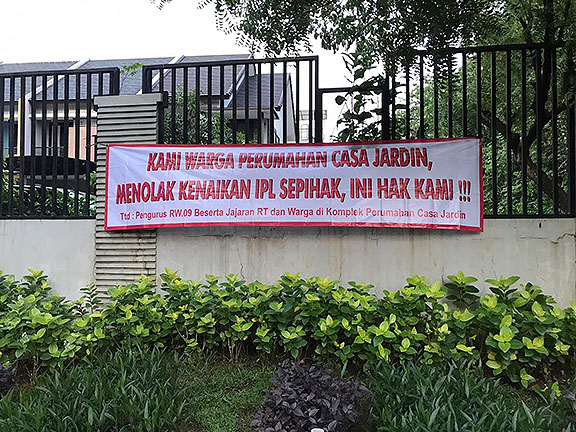 KAMI WARGA PERUMAHAN CASA JARDIN,
MENOLAK KENAIKAN IPL SEPIHAK, INI HAK KAMI !!!
Ttd : Pengurus RW.09 Beserta Jajaran RT dan Warga di Komplek Perumahan Casa Jardin